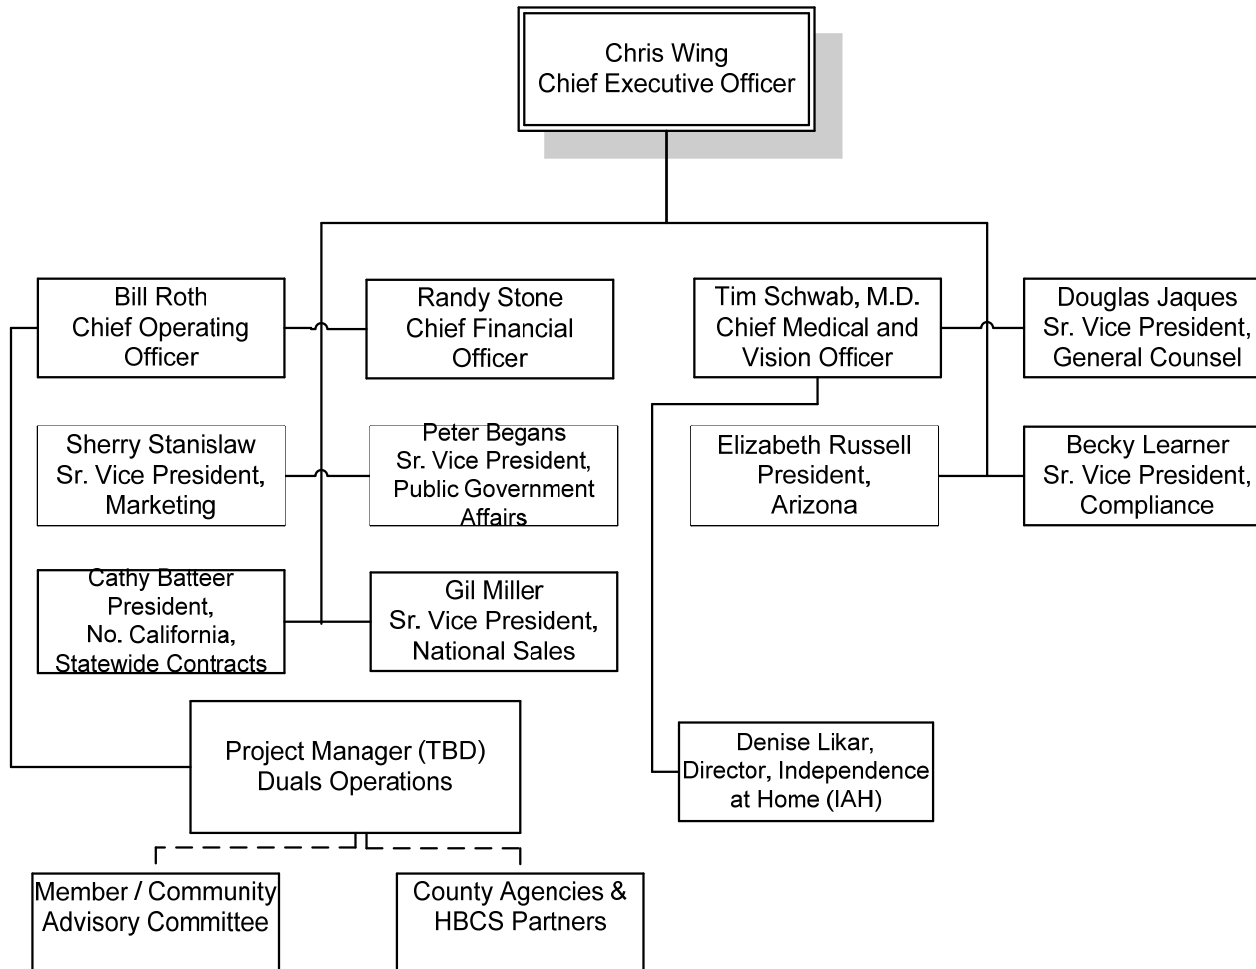 Chris Wing
Chief Executive Officer
Bill Roth
Chief Operating
Officer
Randy Stone
Chief Financial
Officer
Tim Schwab, M.D.
Chief Medical and
Vision Officer
Douglas Jaques
Sr. Vice President,
General Counsel
Sherry Stanislaw
Sr. Vice President,
Marketing
Peter Begans
Sr. Vice President,
Public Government
Affairs
Elizabeth Russell
President,
Arizona
Becky Learner
Sr. Vice President,
Compliance
Cathy Batteer
President,
No. California,
Statewide Contracts
Gil Miller
Sr. Vice President,
National Sales
Project Manager (TBD)
Duals Operations
Denise Likar,
Director, Independence
at Home (IAH)
Member / Community
Advisory Committee
County Agencies &
HBCS Partners